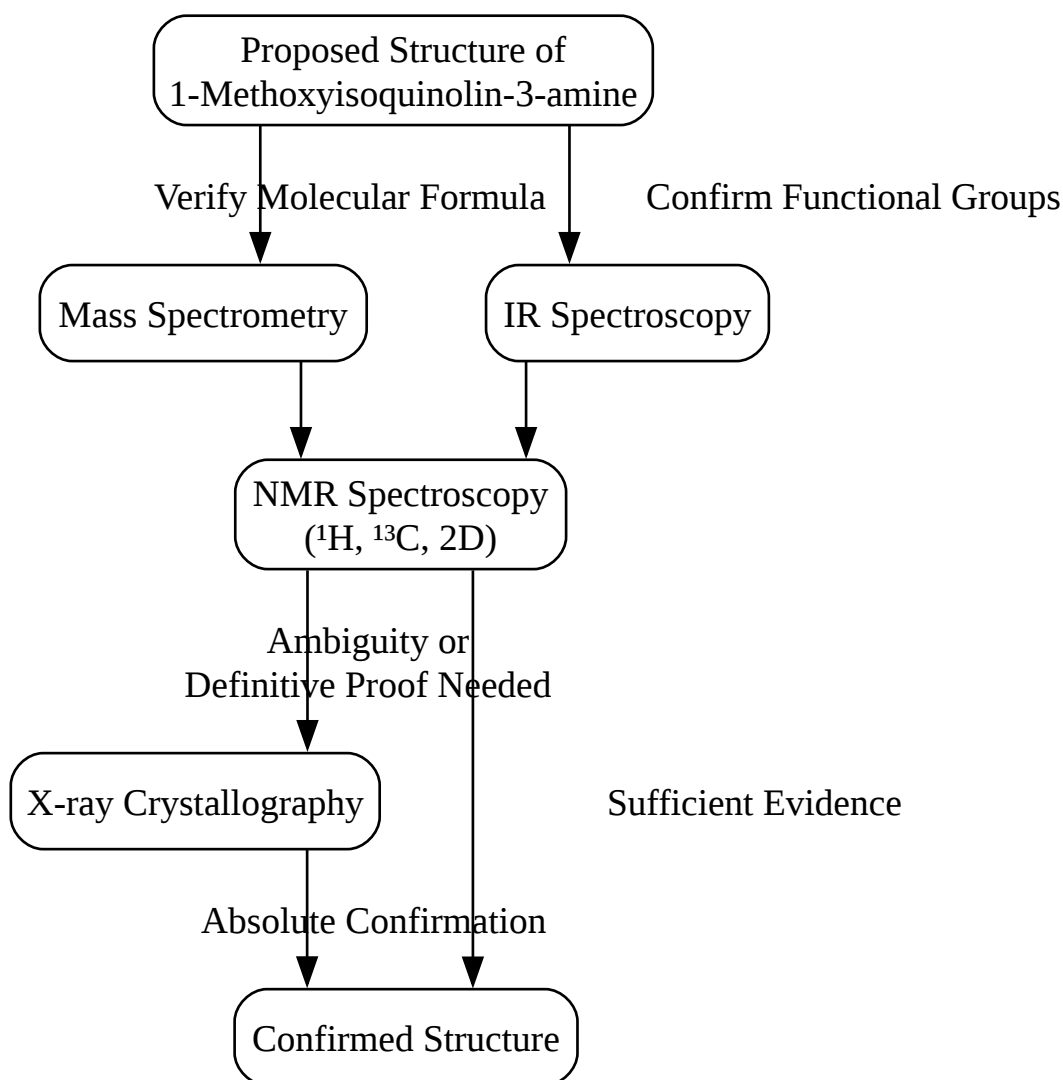 Proposed Structure of
1-Methoxyisoquinolin-3-amine
Verify Molecular Formula
Confirm Functional Groups
Mass Spectrometry
IR Spectroscopy
NMR Spectroscopy
(¹H, ¹³C, 2D)
Ambiguity or
Definitive Proof Needed
X-ray Crystallography
Sufficient Evidence
Absolute Confirmation
Confirmed Structure